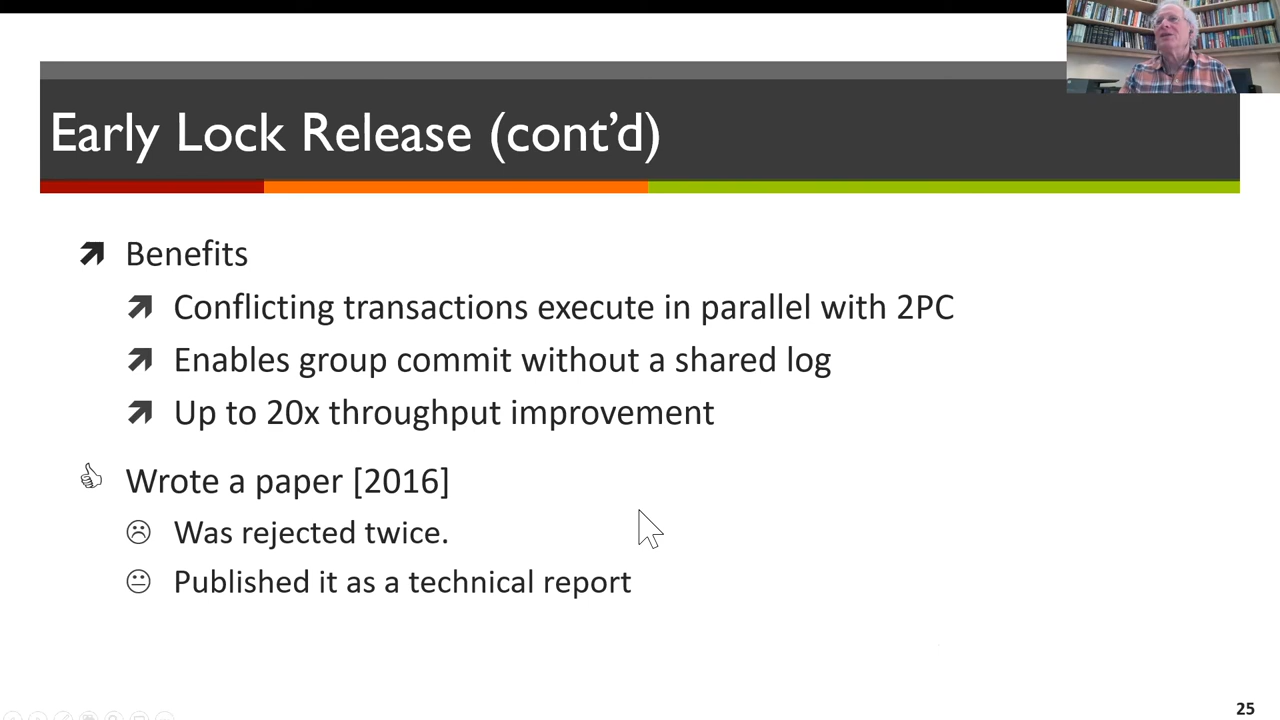 Early Lock Release (cont’d)
Benefits
Conflicting transactions execute in parallel with 2PC
Enables group commit without a shared log
Up to 20x throughput improvement
Wrote a paper [2016]
Was rejected twice.
Published it as a technical report
25